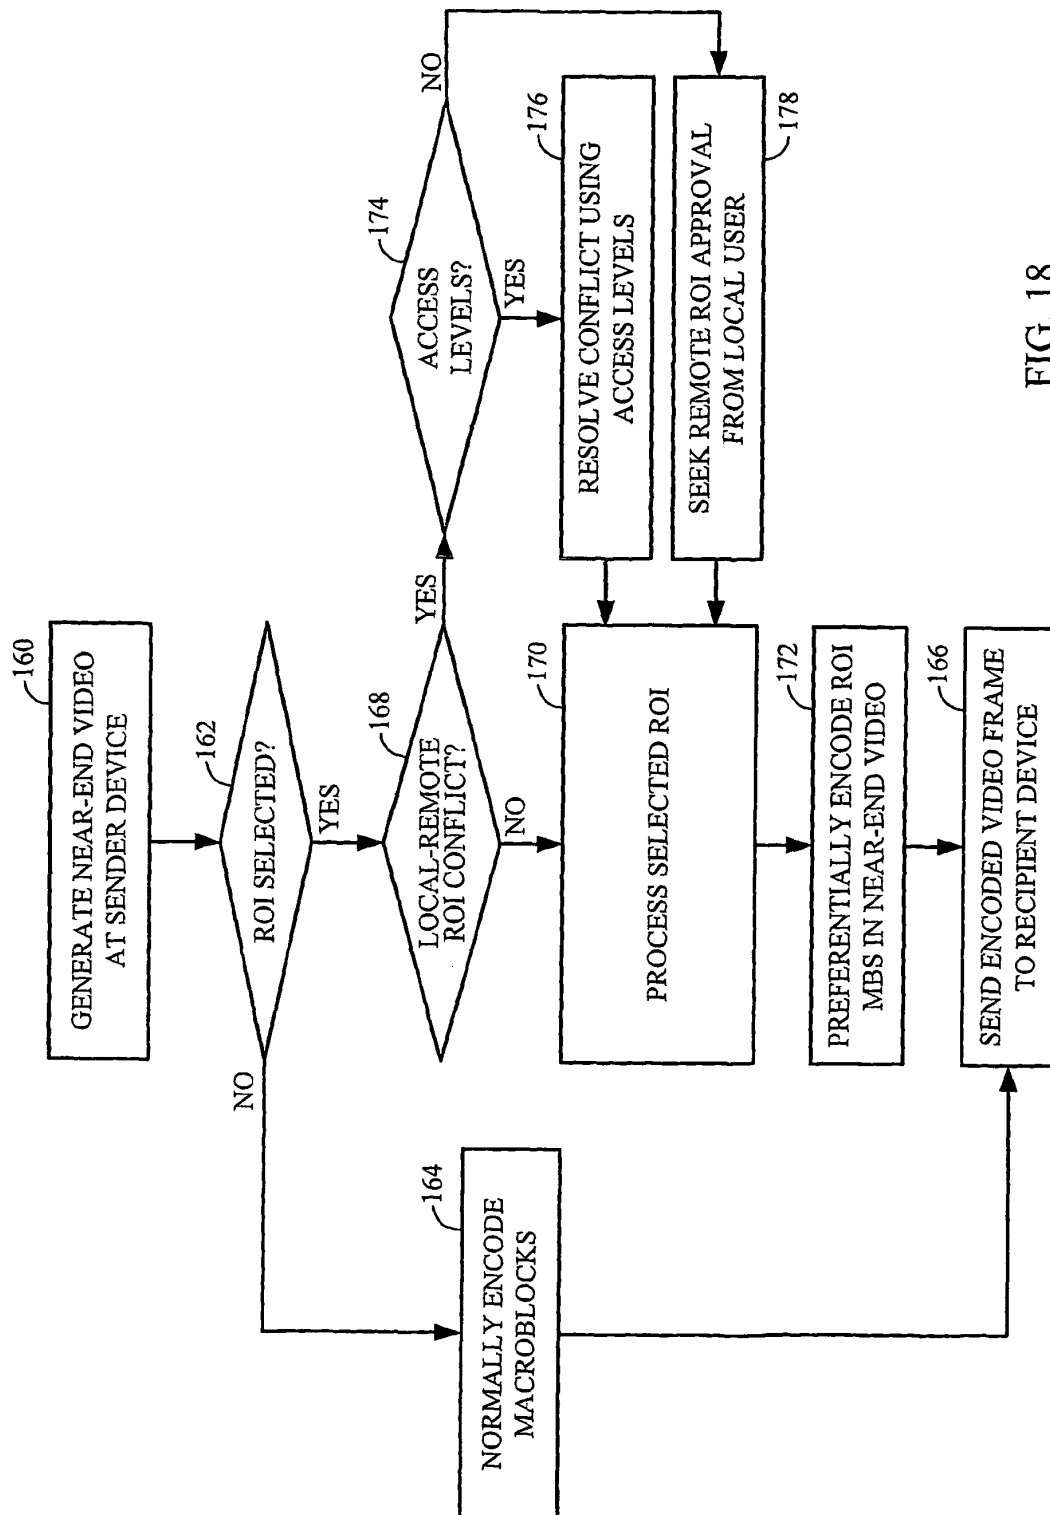 GENERATE NEAR-END VIDEO
AT SENDER DEVICE
160
ROI SELECTED?
162
NO
YES
NORMALLY ENCODE
MACROBLOCKS
164
LOCAL-REMOTE
ROI CONFLICT?
168
YES
NO
ACCESS
LEVELS?
174
NO
YES
RESOLVE CONFLICT USING
ACCESS LEVELS
176
SEEK REMOTE ROI APPROVAL
FROM LOCAL USER
178
PROCESS SELECTED ROI
170
PREFERENTIALLY ENCODE ROI
MBS IN NEAR-END VIDEO
172
SEND ENCODED VIDEO FRAME
TO RECIPIENT DEVICE
166
FIG. 18